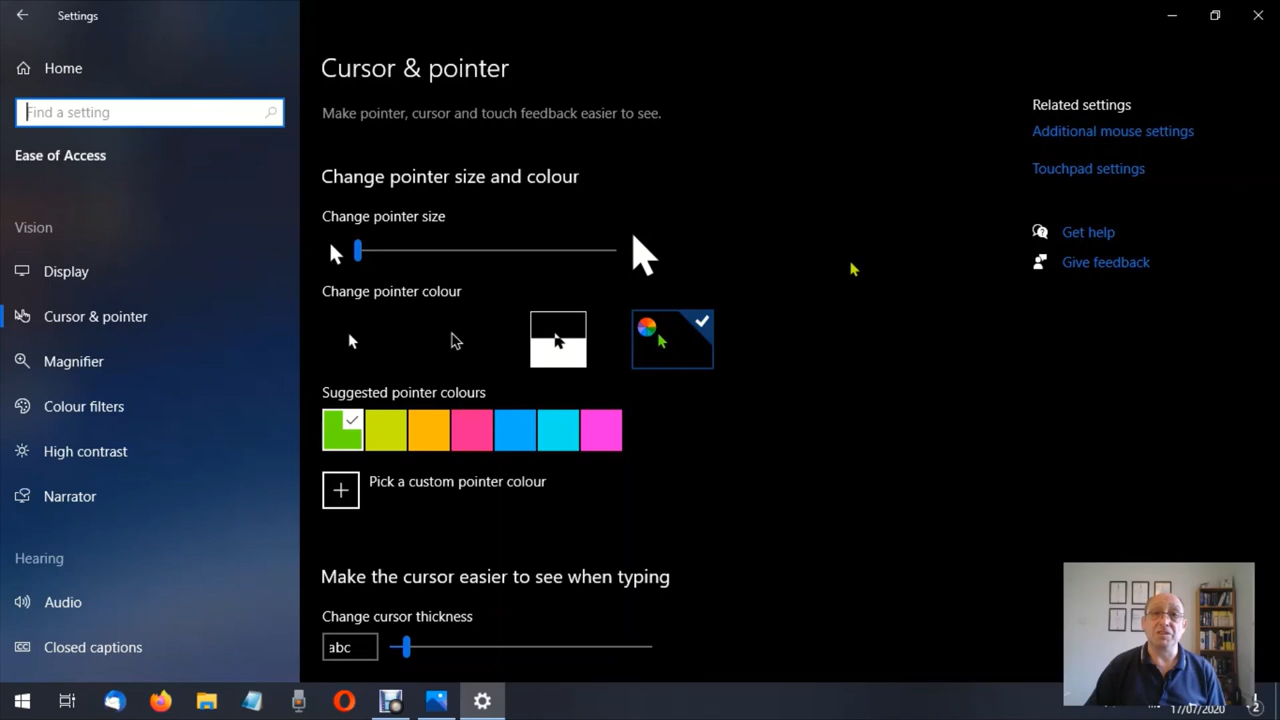 Settings
Home
Find a setting
Ease of Access
Vision
Display
Cursor & pointer
Magnifier
Colour filters
High contrast
Narrator
Hearing
Audio
Closed captions
Cursor & pointer
Make pointer, cursor and touch feedback easier to see.
Change pointer size and colour
Change pointer size
Change pointer colour
Suggested pointer colours
Pick a custom pointer colour
Make the cursor easier to see when typing
Change cursor thickness
abc
Related settings
Additional mouse settings
Touchpad settings
Get help
Give feedback
17/07/2020
2